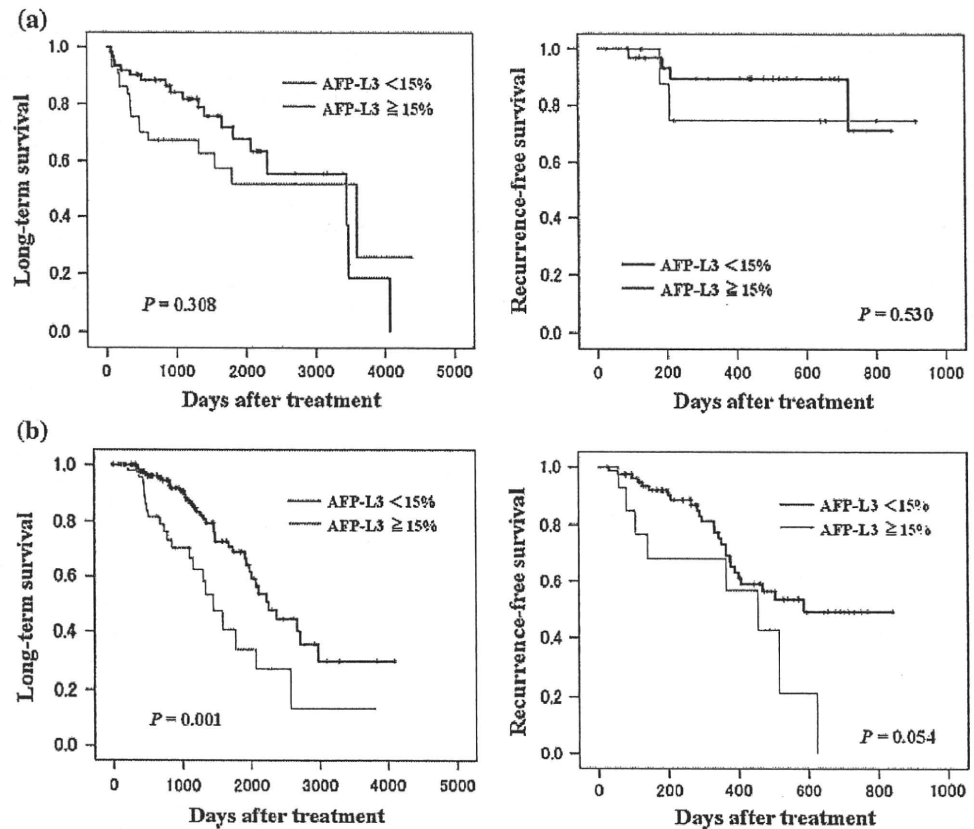 (a)
1.0
0.8
0.6
0.4
0.2
0.0
Long-term survival
AFP-L3 <15%
AFP-L3 ≧ 15%
P = 0.308
0 1000 2000 3000 4000 5000
Days after treatment
1.0
0.8
0.6
0.4
0.2
0.0
Recurrence-free survival
AFP-L3 <15%
AFP-L3 ≧ 15%
P = 0.530
0 200 400 600 800 1000
Days after treatment
(b)
1.0
0.8
0.6
0.4
0.2
0.0
Long-term survival
AFP-L3 <15%
AFP-L3 ≧ 15%
P = 0.001
0 1000 2000 3000 4000 5000
Days after treatment
1.0
0.8
0.6
0.4
0.2
0.0
Recurrence-free survival
AFP-L3 <15%
AFP-L3 ≧ 15%
P = 0.054
0 200 400 600 800 1000
Days after treatment